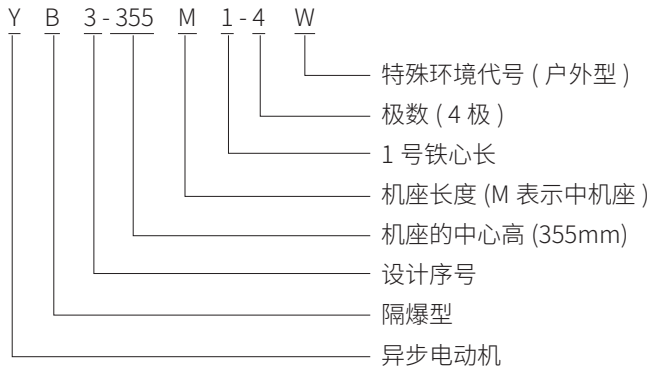 Y B 3 - 355 M 1 - 4 W
特殊环境代号 ( 户外型 )
极数 ( 4 极 )
1 号铁心长
机座长度 (M 表示中机座 )
机座的中心高 (355mm)
设计序号
隔爆型
异步电动机